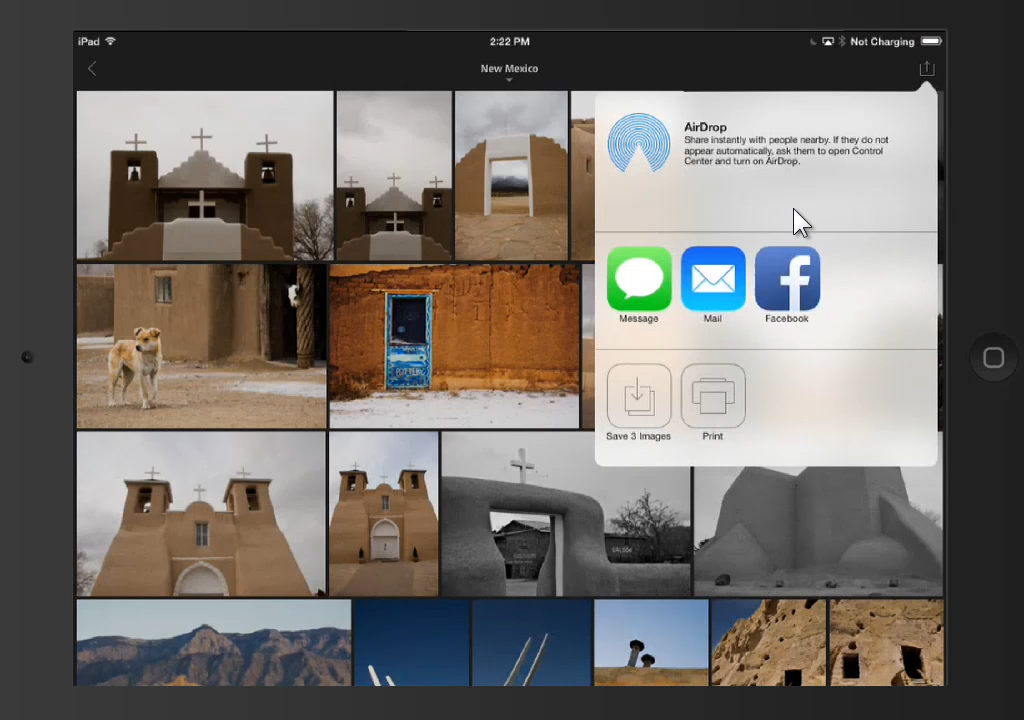 iPad
2:22 PM
Not Charging
New Mexico
AirDrop
Share instantly with people nearby. If they do not
appear automatically, ask them to open Control
Center and turn on AirDrop.
Message
Mail
Facebook
Save 3 Images
Print
POTTERY